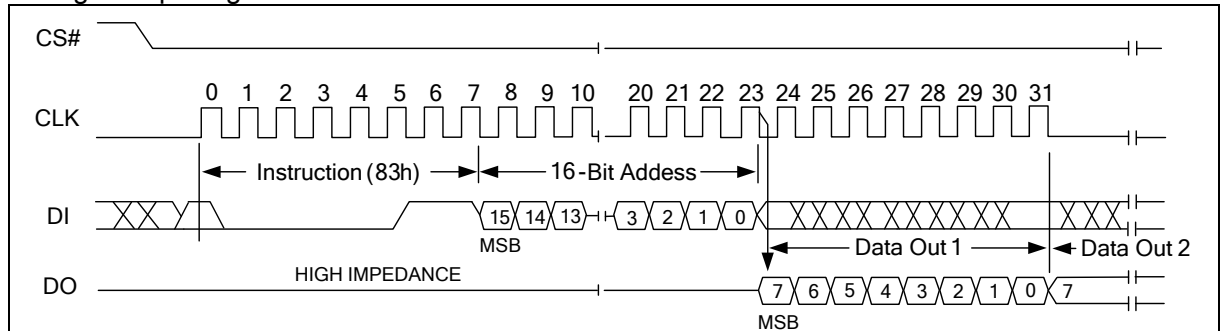 CS#
0 1 2 3 4 5 6 7 8 9 10 20 21 22 23 24 25 26 27 28 29 30 31
CLK
Instruction (83h) 16-Bit Addess
DI 15 14 13 3 2 1 0
MSB
Data Out 1 Data Out 2
HIGH IMPEDANCE
DO 7 6 5 4 3 2 1 0 7
MSB